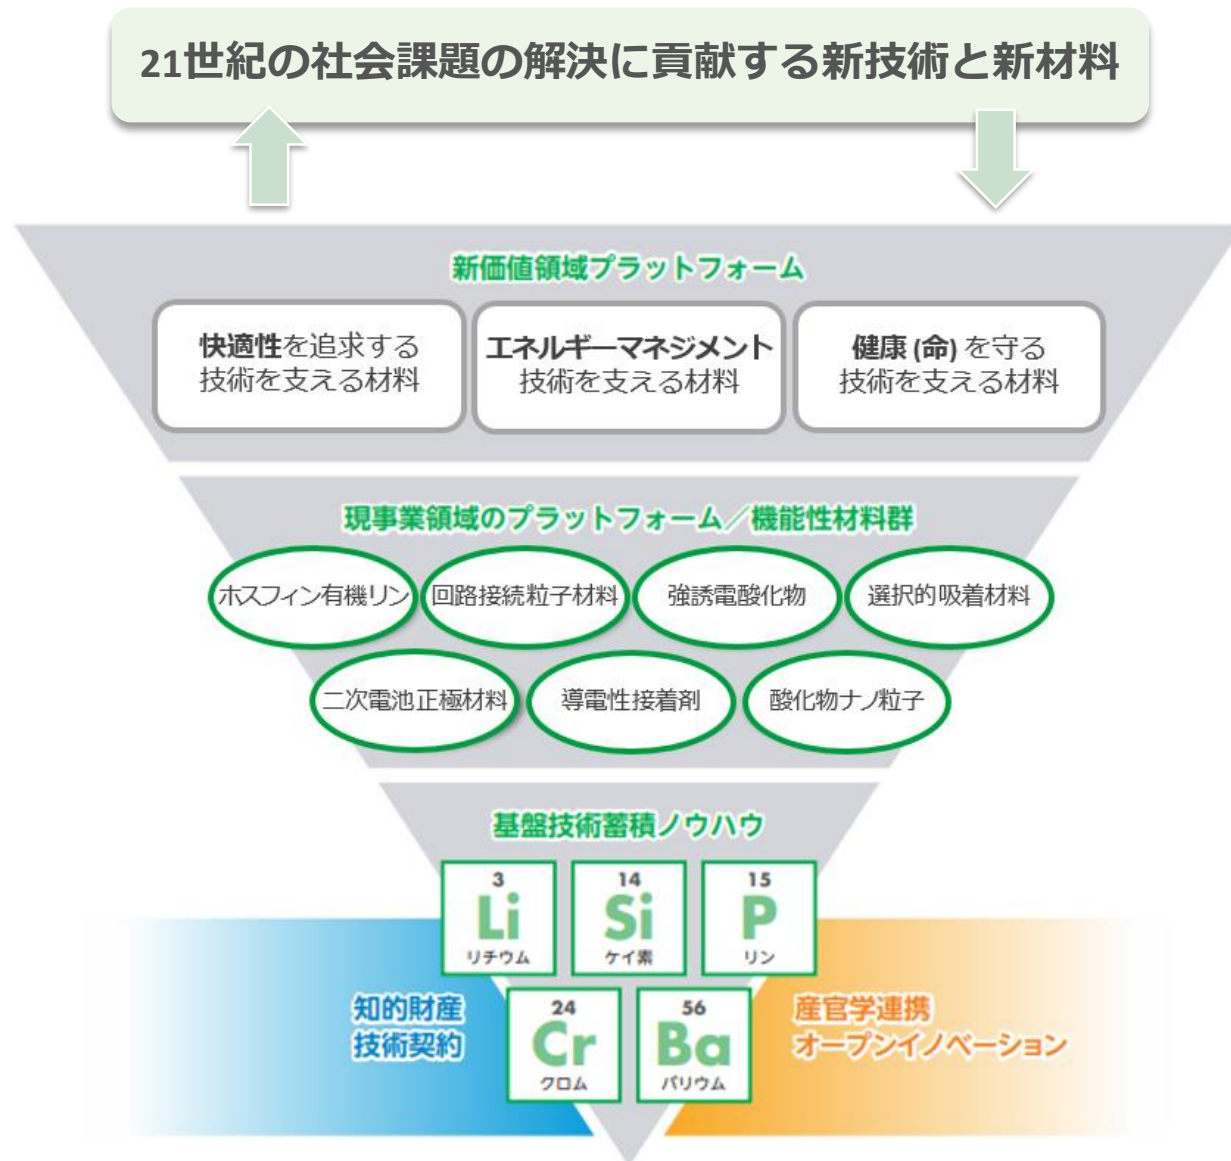 21世紀の社会課題の解決に貢献する新技術と新材料
新価値領域プラットフォーム
快適性を追求する
技術を支える材料
エネルギーマネジメント
技術を支える材料
健康 (命) を守る
技術を支える材料
現事業領域のプラットフォーム／機能性材料群
ホスフィン有機リン
回路接続粒子材料
強誘電酸化物
選択的吸着材料
二次電池正極材料
導電性接着剤
酸化物ナノ粒子
基盤技術蓄積ノウハウ
3
Li
リチウム
14
Si
ケイ素
15
P
リン
知的財産
技術契約
24
Cr
クロム
56
Ba
バリウム
産官学連携
オープンイノベーション